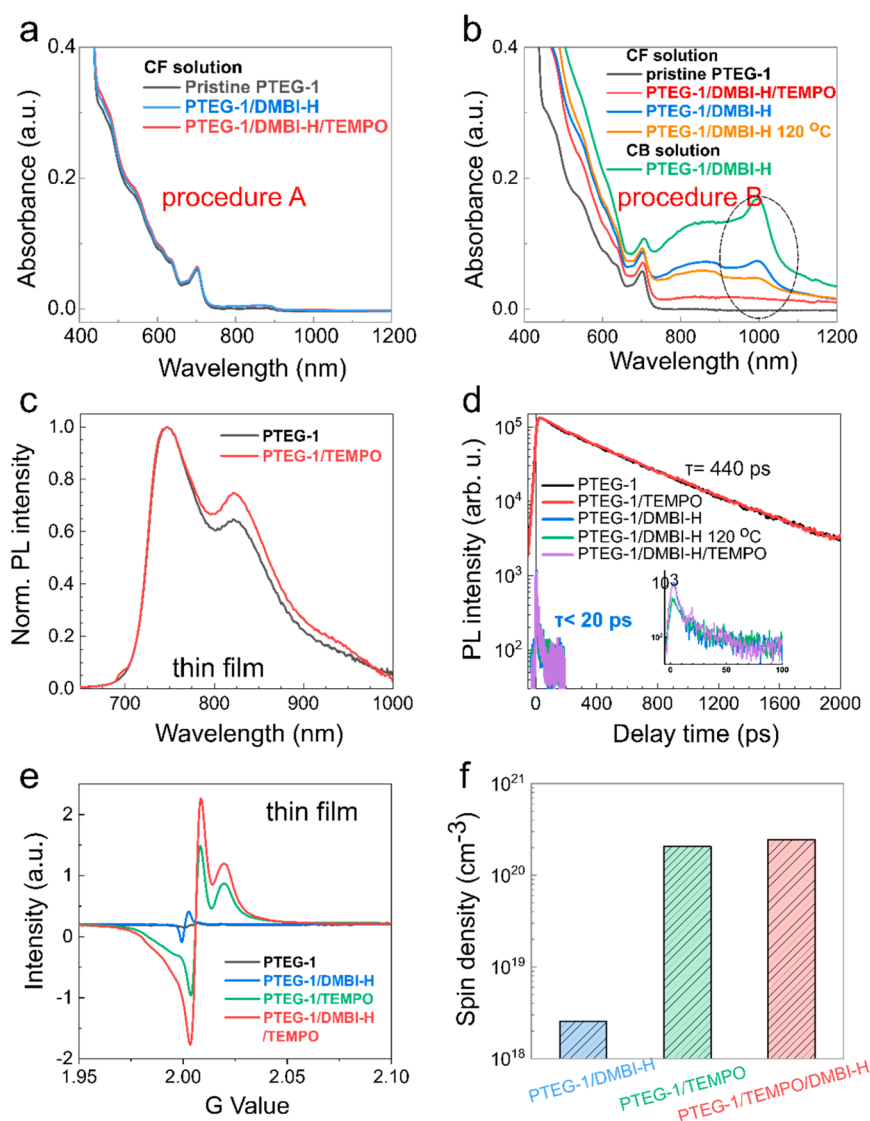 a
CF solution
Pristine PTEG-1
PTEG-1/DMBI-H
PTEG-1/DMBI-H/TEMPO
procedure A
Absorbance (a.u.)
0.4
0.2
0.0
400 600 800 1000 1200
Wavelength (nm)
b
CF solution
pristine PTEG-1
PTEG-1/DMBI-H/TEMPO
PTEG-1/DMBI-H
PTEG-1/DMBI-H 120 °C
CB solution
PTEG-1/DMBI-H
procedure B
Absorbance (a.u.)
0.4
0.2
0.0
400 600 800 1000 1200
Wavelength (nm)
c
PTEG-1
PTEG-1/TEMPO
thin film
Norm. PL intensity
1.0
0.8
0.6
0.4
0.2
0.0
700 800 900 1000
Wavelength (nm)
d
τ= 440 ps
PTEG-1
PTEG-1/TEMPO
PTEG-1/DMBI-H
PTEG-1/DMBI-H 120 °C
PTEG-1/DMBI-H/TEMPO
τ< 20 ps
10³
10²
0 50 100
PL intensity (arb. u.)
10⁵
10⁴
10³
10²
0 400 800 1200 1600 2000
Delay time (ps)
e
thin film
PTEG-1
PTEG-1/DMBI-H
PTEG-1/TEMPO
PTEG-1/DMBI-H
/TEMPO
Intensity (a.u.)
2
1
0
-1
-2
1.95 2.00 2.05 2.10
G Value
f
Spin density (cm⁻³)
10²¹
10²⁰
10¹⁹
10¹⁸
PTEG-1/DMBI-H
PTEG-1/TEMPO
PTEG-1/TEMPO/DMBI-H